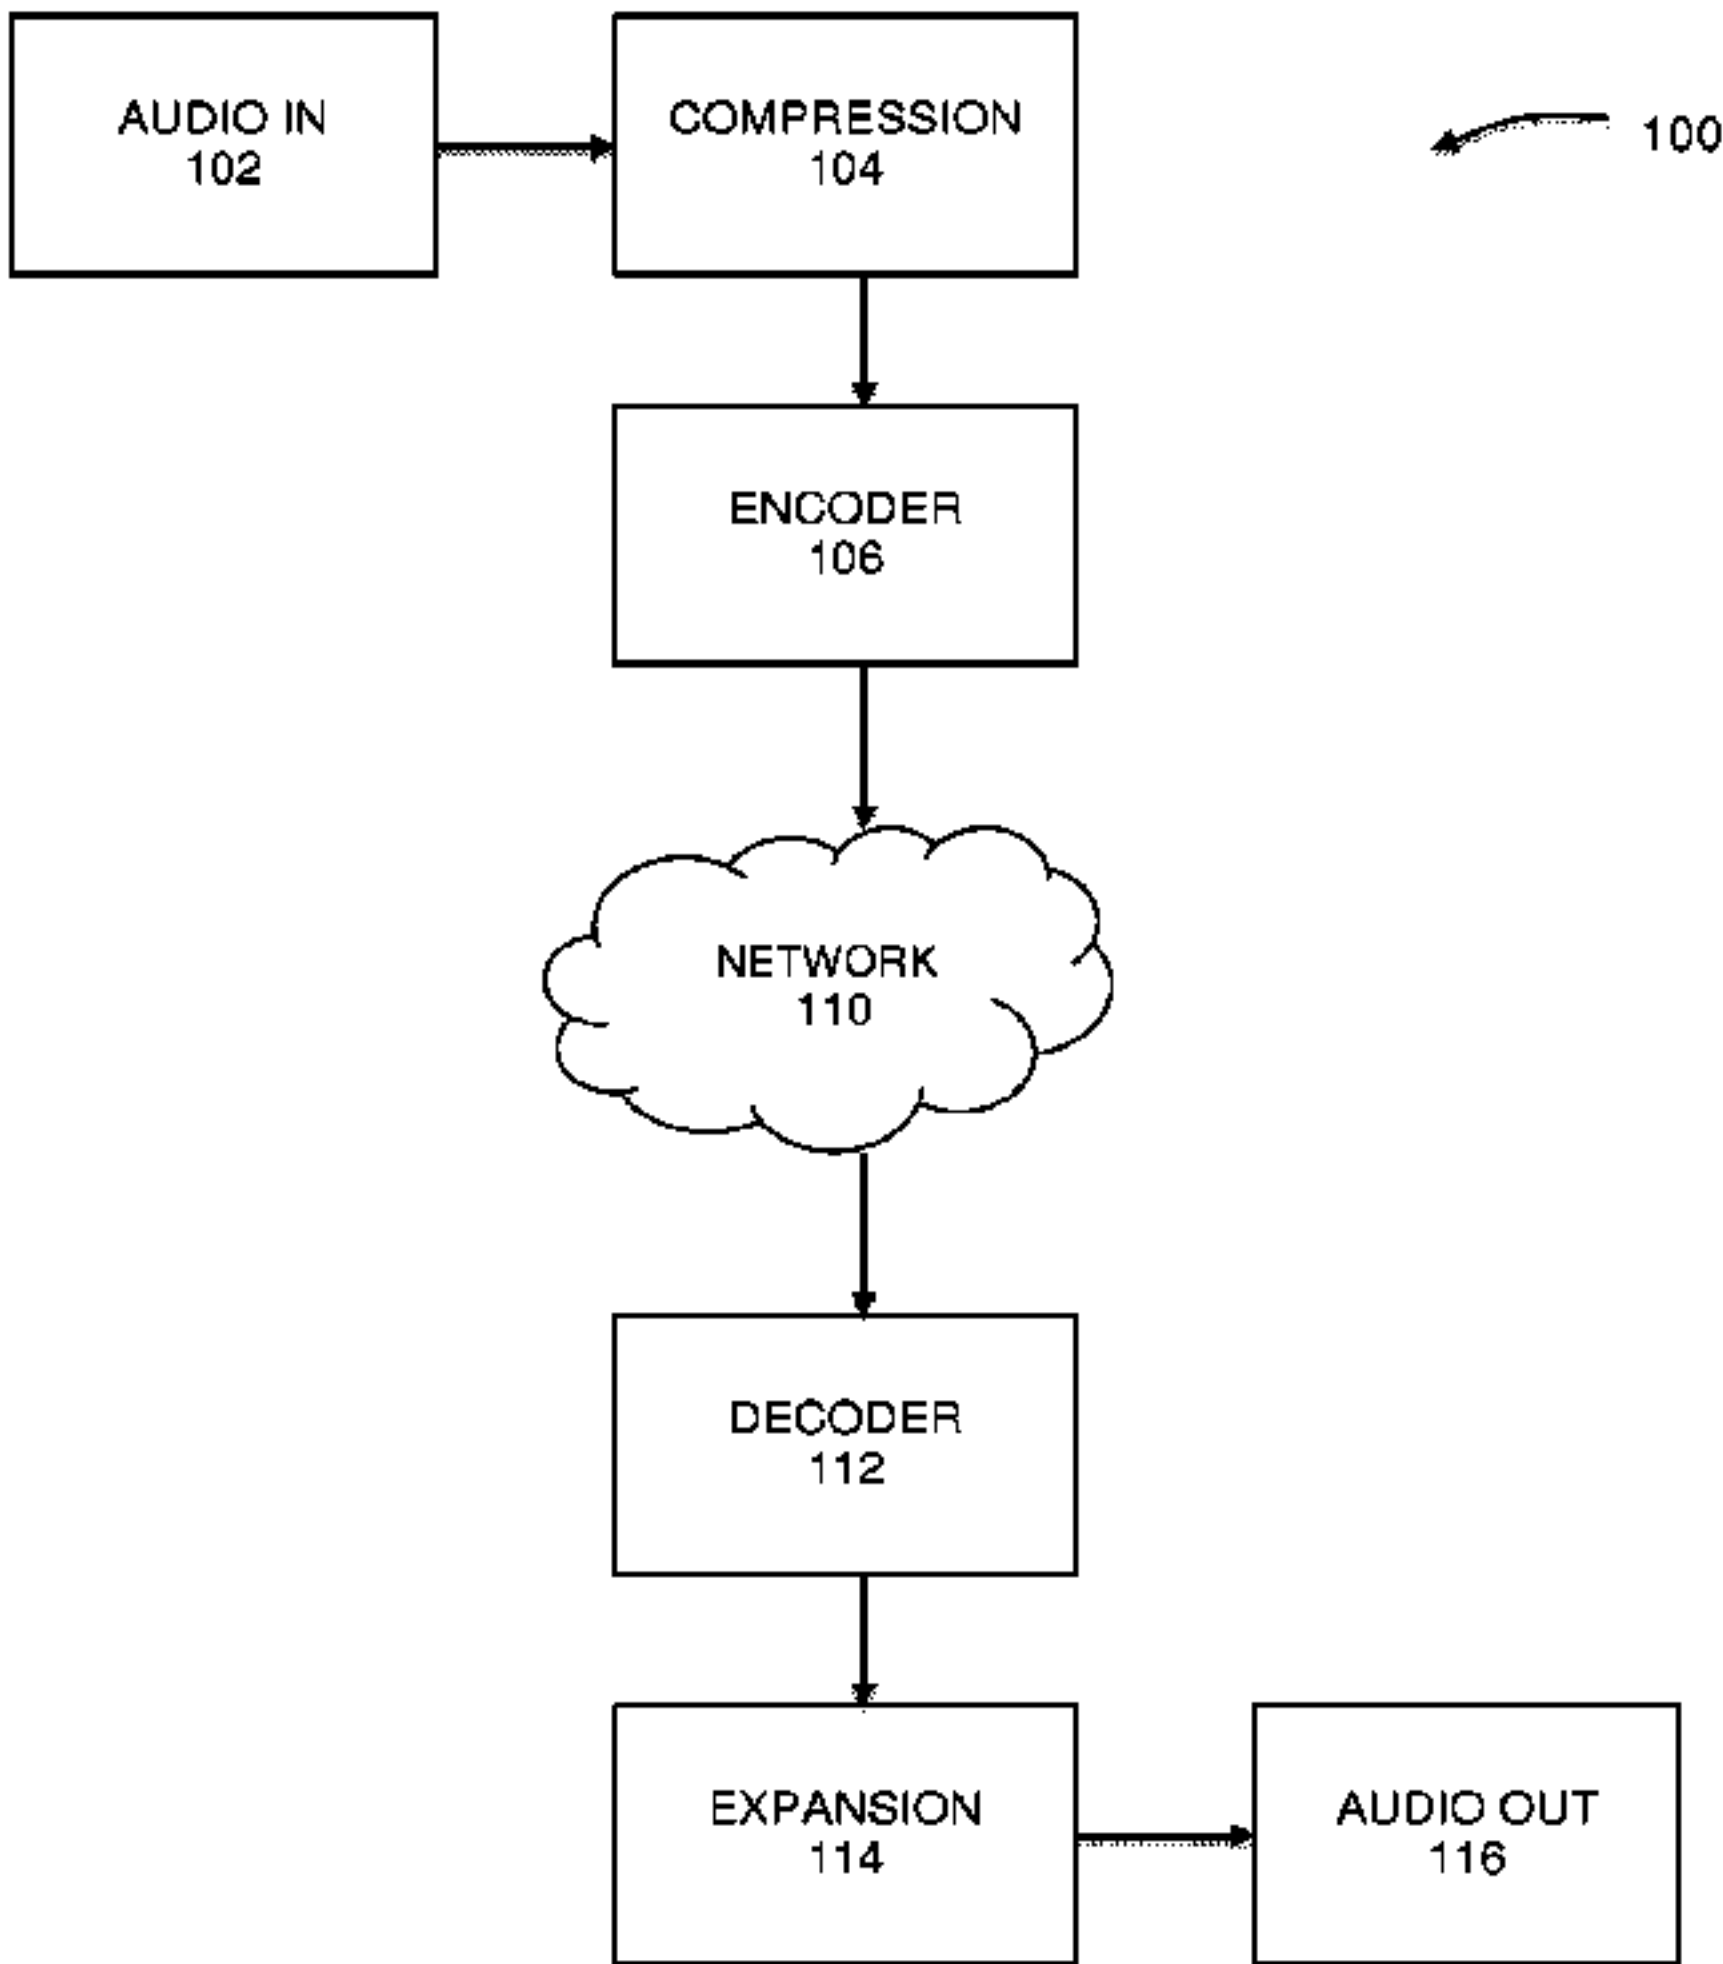 AUDIO IN
102
COMPRESSION
104
100
ENCODER
106
NETWORK
110
DECODER
112
EXPANSION
114
AUDIO OUT
116